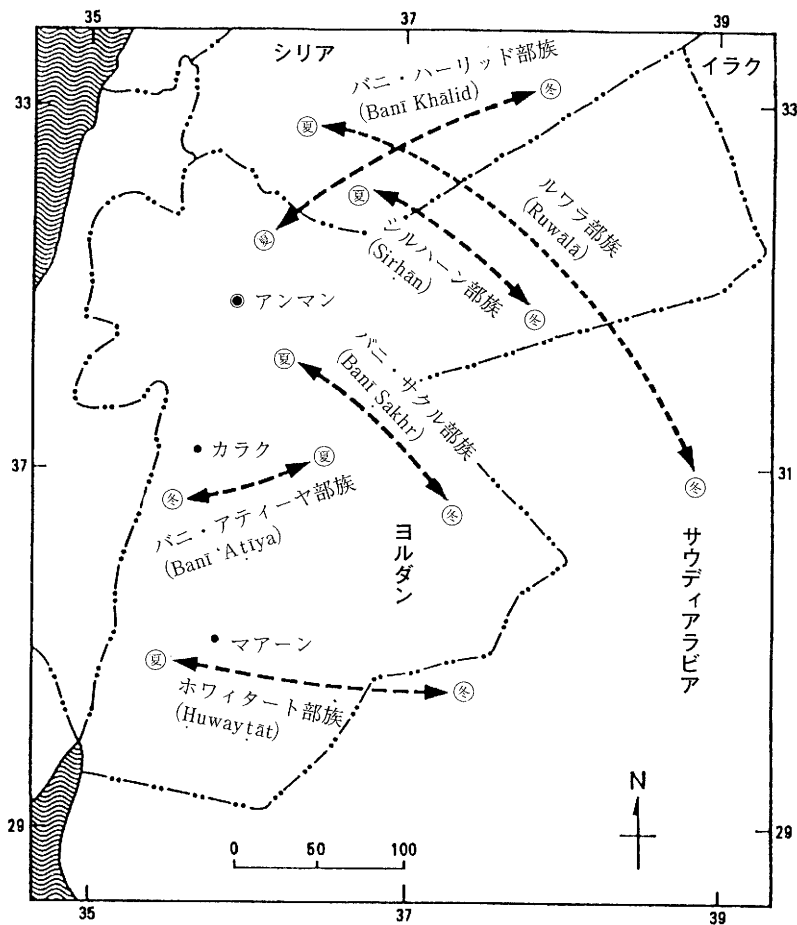 35
37
39
シリア
イラク
バニ・ハーリッド部族
(Banī Khālid)
冬
33
33
夏
夏
ルワラ部族
(Ruwālā)
シルハーン部族
(Sirḥān)
夏
アンマン
冬
夏
バニ・サクル部族
(Banī Ṣakhr)
カラク
夏
37
31
冬
冬
冬
バニ・アティーヤ部族
(Banī ʻAṭīya)
ヨルダン
サウディアラビア
マアーン
夏
冬
ホウィタート部族
(Ḥuwayṭāt)
N
29
29
0
50
100
35
37
39